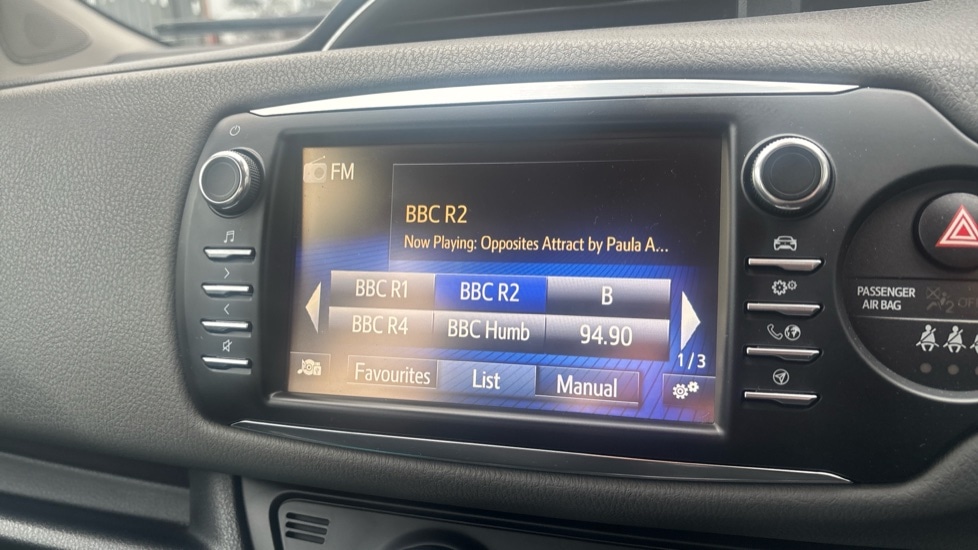 FM
BBC R2
Now Playing: Opposites Attract by Paula A...
BBC R1 BBC R2 B
BBC R4 BBC Humb 94.90
1/3
Favourites List Manual
PASSENGER
AIR BAG